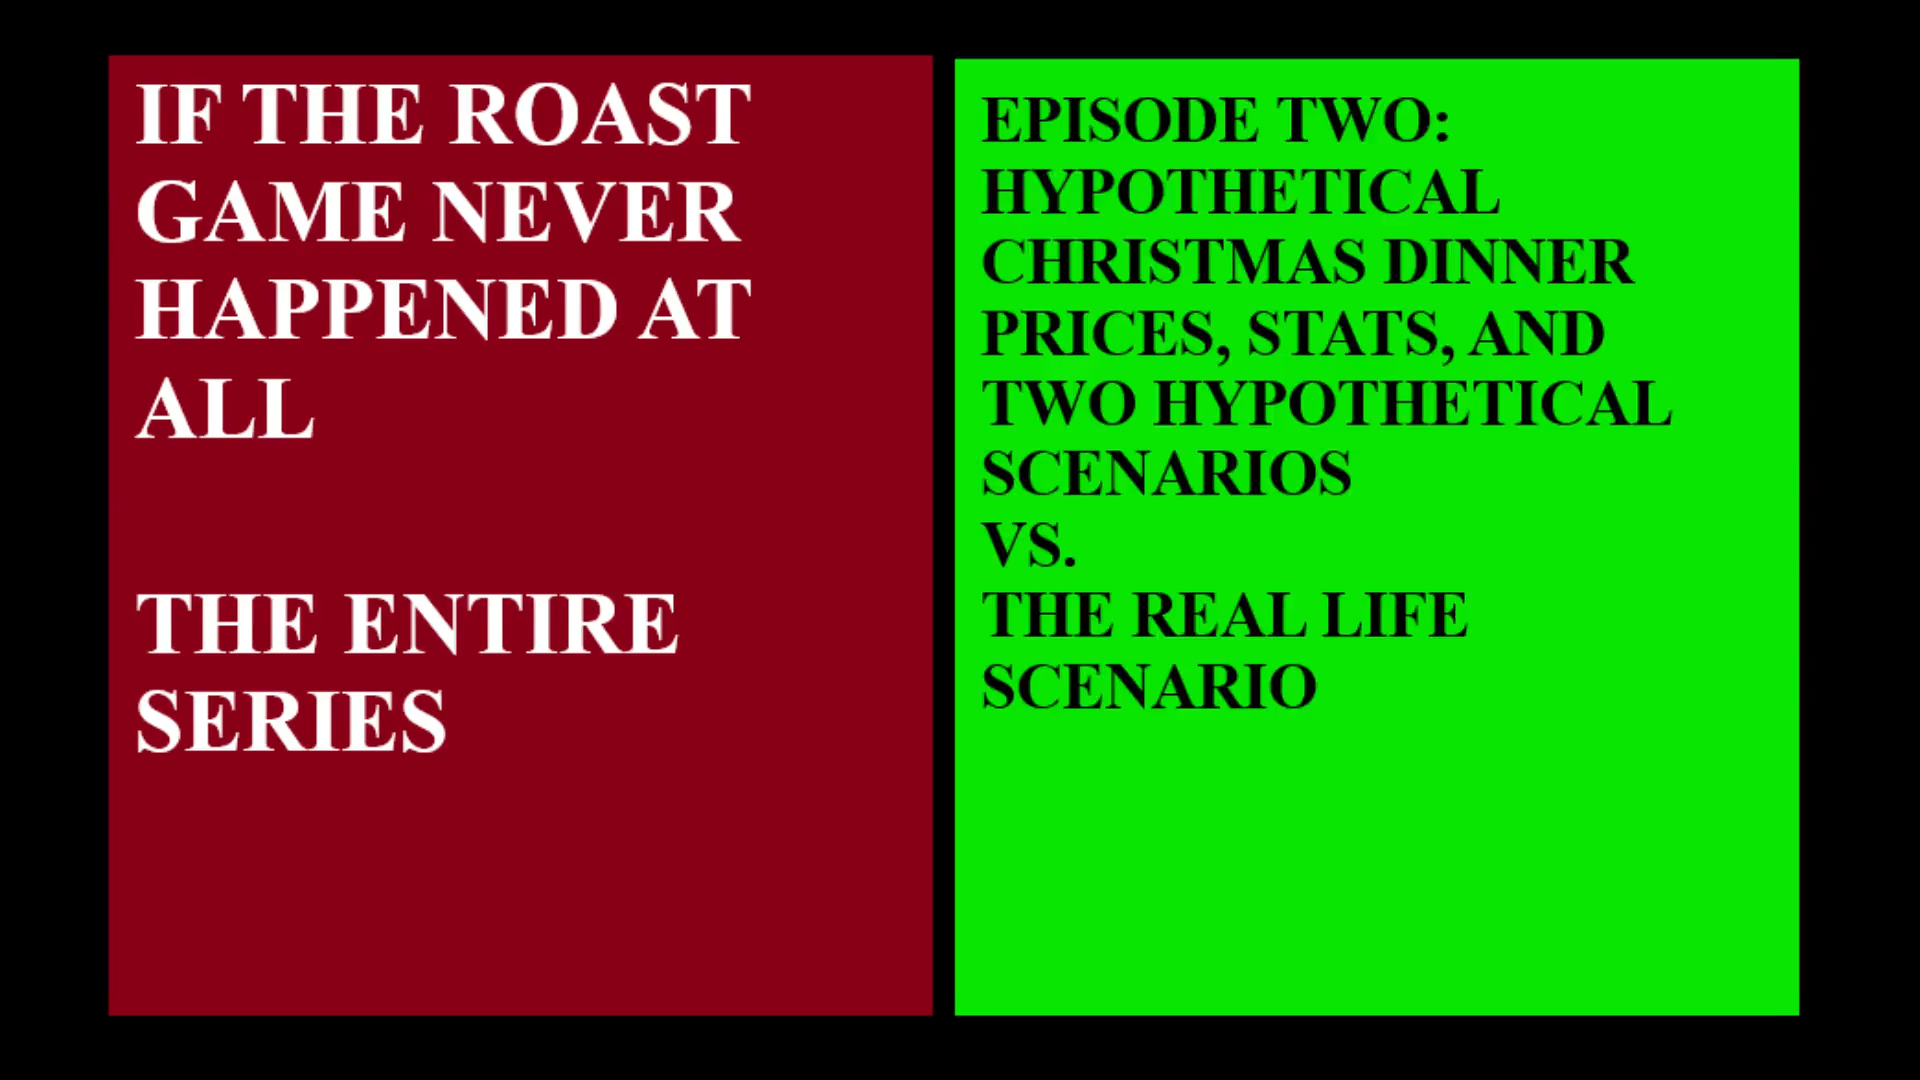 IF THE ROAST
GAME NEVER
HAPPENED AT
ALL
THE ENTIRE
SERIES
EPISODE TWO:
HYPOTHETICAL
CHRISTMAS DINNER
PRICES, STATS, AND
TWO HYPOTHETICAL
SCENARIOS
VS.
THE REAL LIFE
SCENARIO